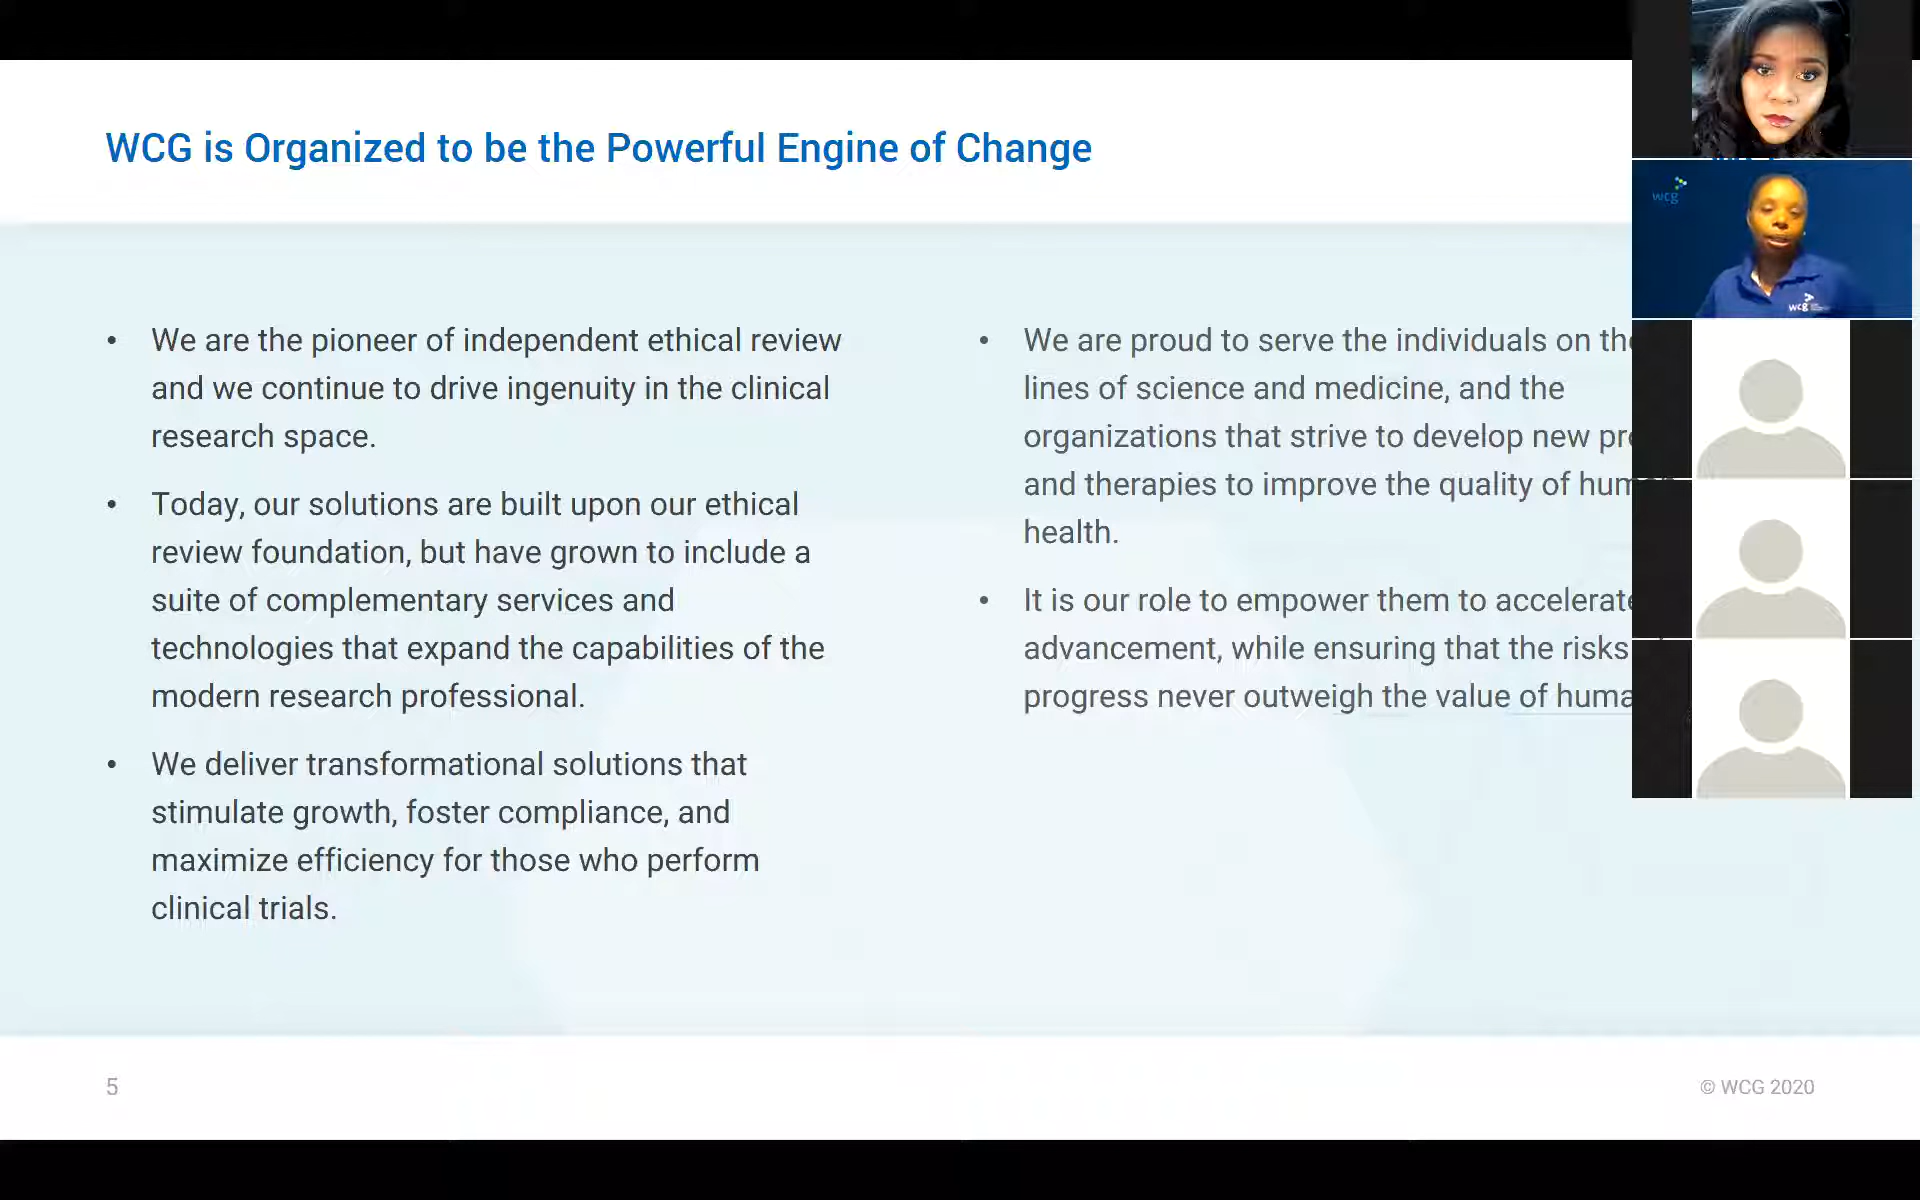 WCG is Organized to be the Powerful Engine of Change
• We are the pioneer of independent ethical review
and we continue to drive ingenuity in the clinical
research space.
• Today, our solutions are built upon our ethical
review foundation, but have grown to include a
suite of complementary services and
technologies that expand the capabilities of the
modern research professional.
• We deliver transformational solutions that
stimulate growth, foster compliance, and
maximize efficiency for those who perform
clinical trials.
• We are proud to serve the individuals on
lines of science and medicine, and the
organizations that strive to develop new
and therapies to improve the quality of
health.
• It is our role to empower them to
advancement, while ensuring that the risks
progress never outweigh the value of
wcg
wcg
5
© WCG 2020